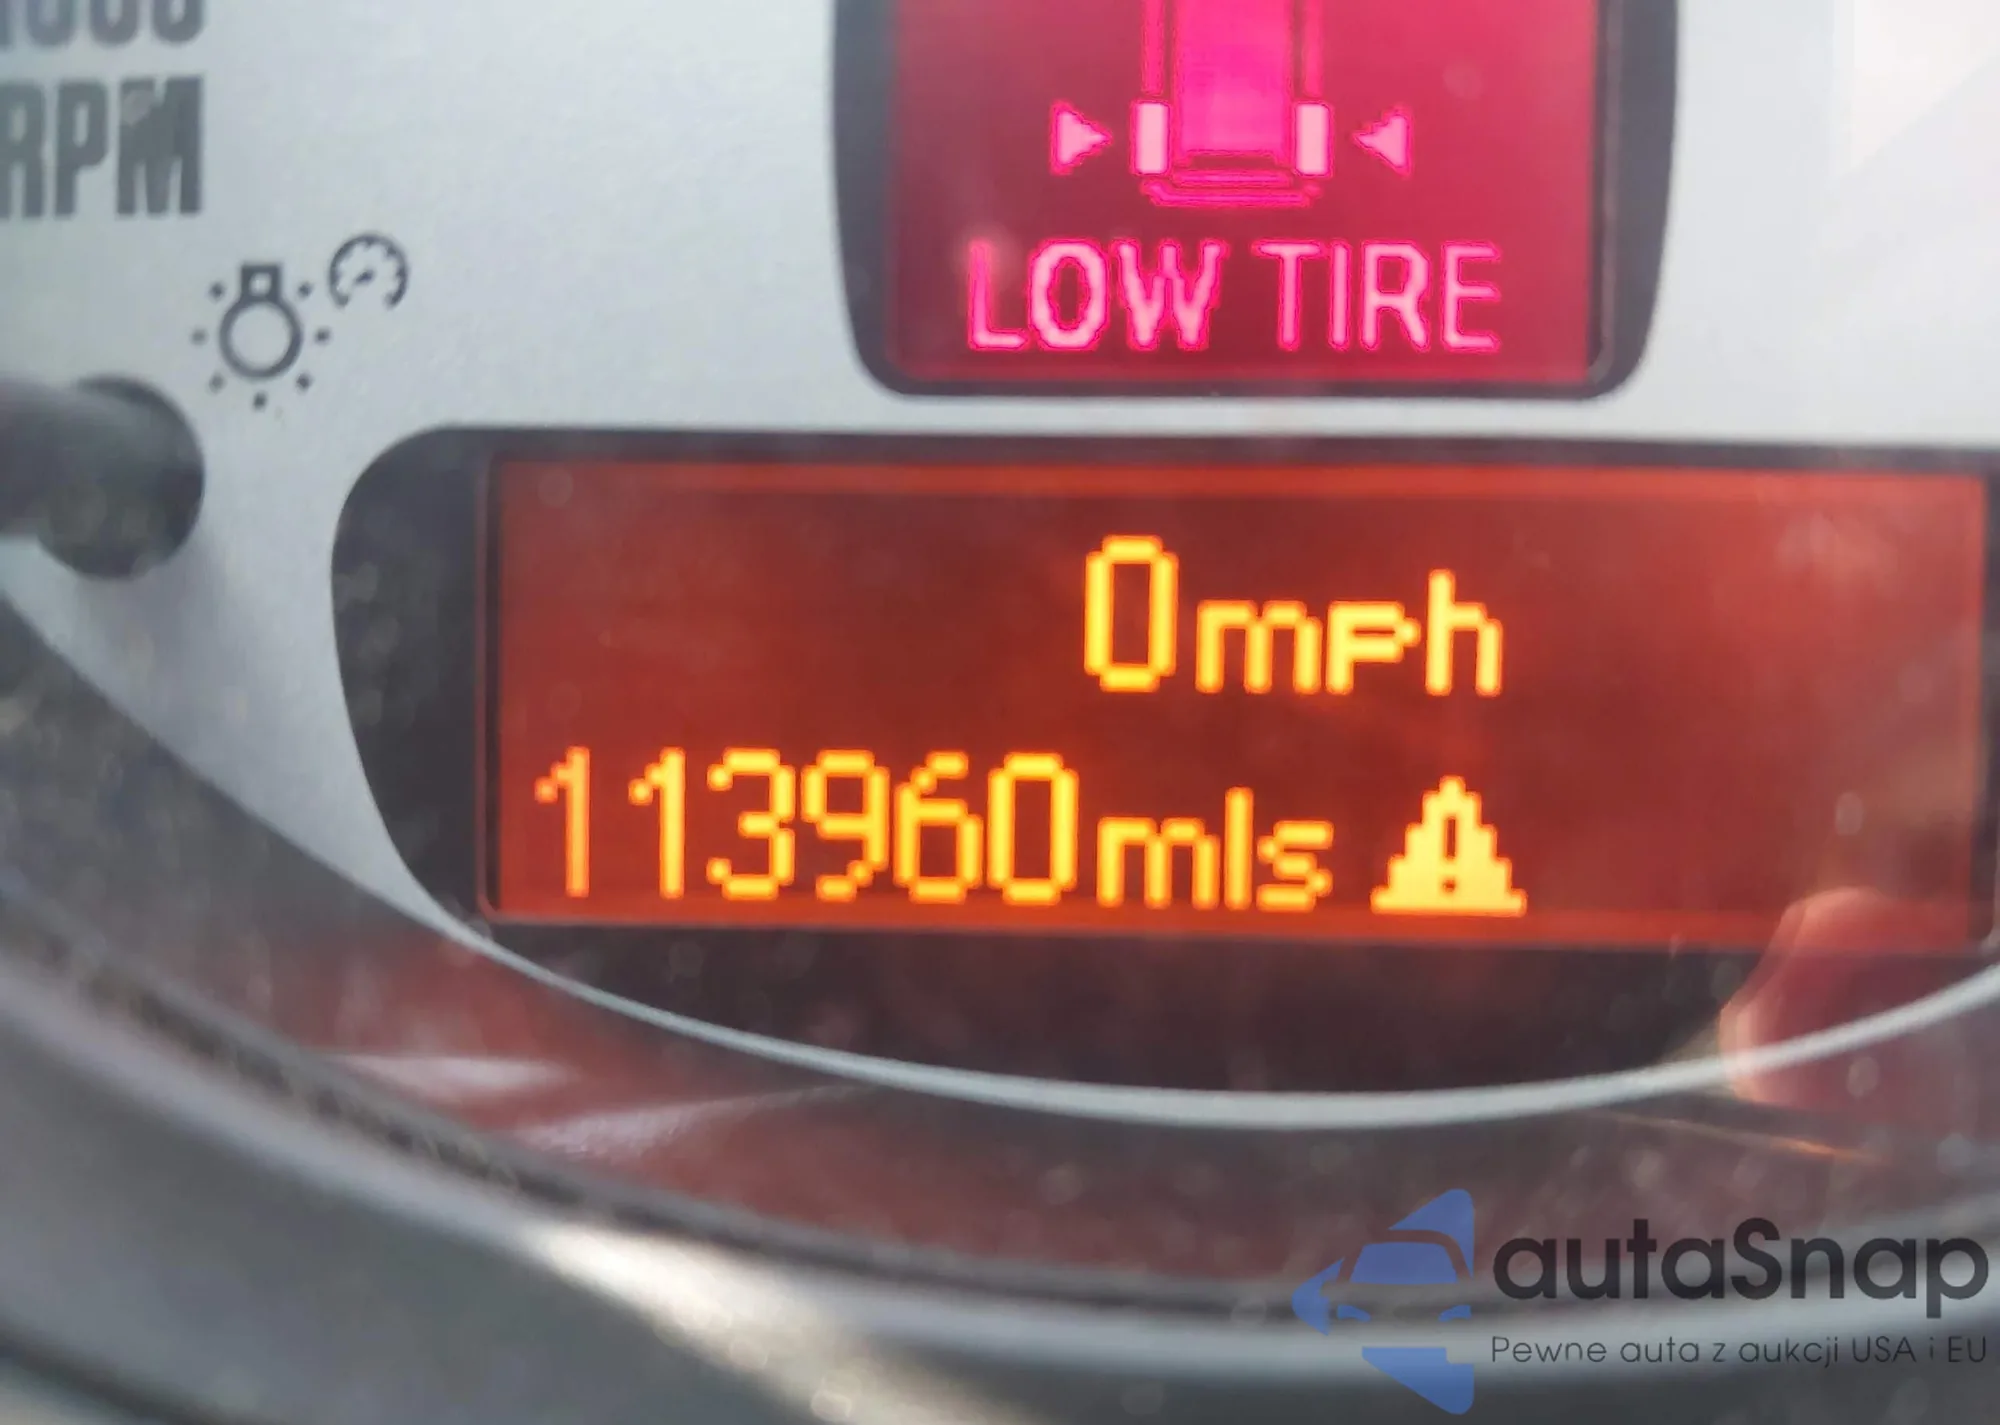 RPM
LOW TIRE
0mph
113960mls
autaSnap
Pewne auta z aukcji USA i EU